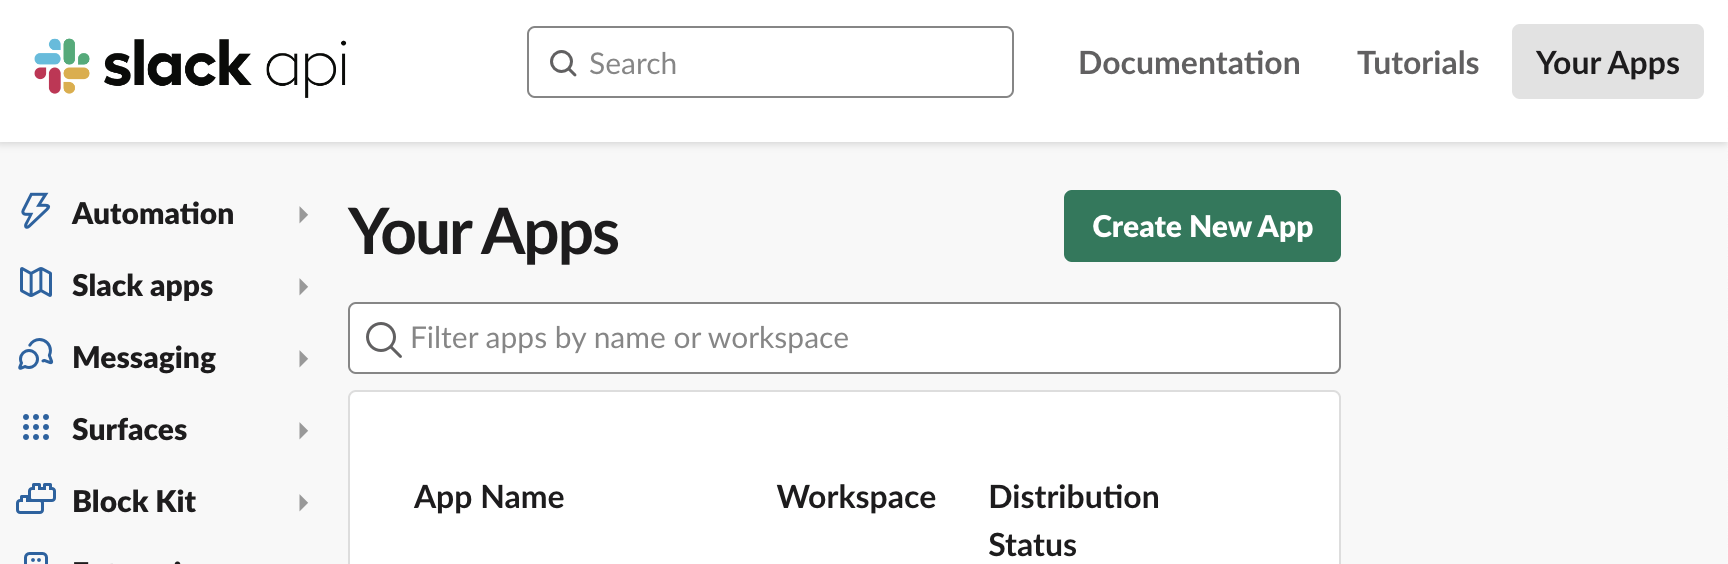 slack api
Search
Documentation
Tutorials
Your Apps
Automation
Slack apps
Messaging
Surfaces
Block Kit
Your Apps
Create New App
Filter apps by name or workspace
App Name
Workspace
Distribution
Status